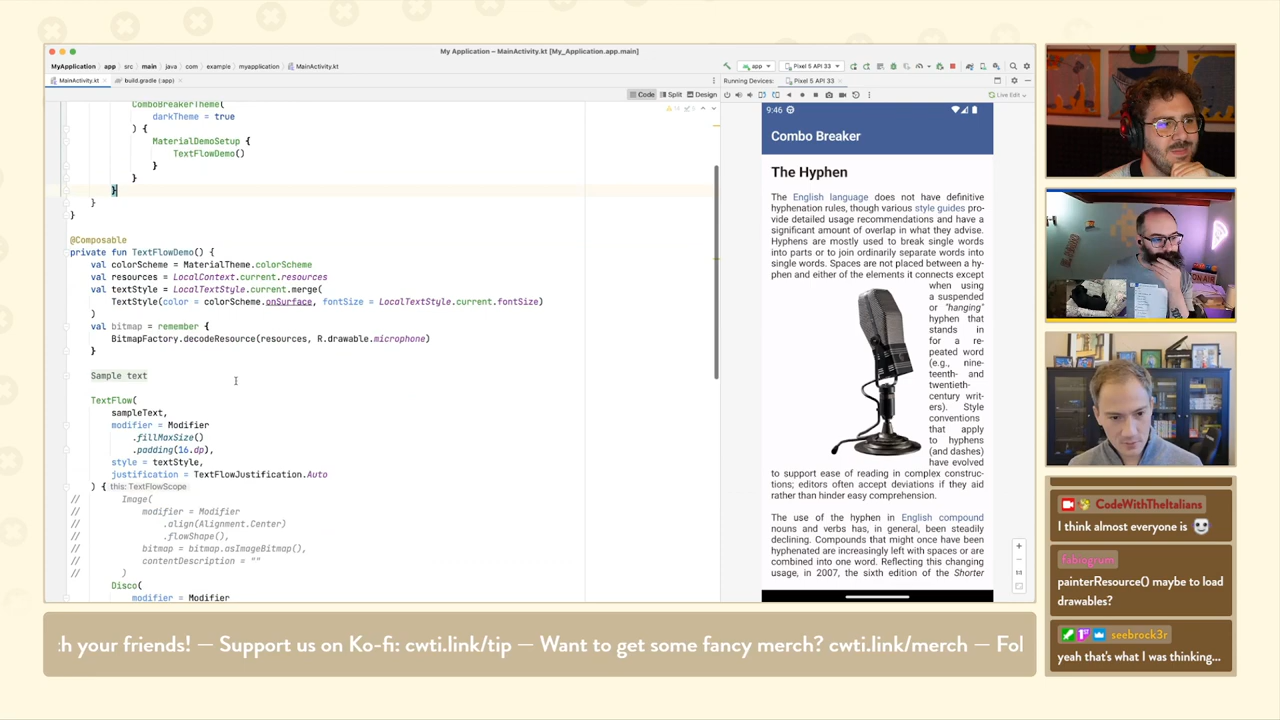 My Application – MainActivity.kt [My_Application.app.main]
MyApplication app src main java com example myapplication MainActivity.kt
app Pixel 5 API 33
MainActivity.kt build.gradle (:app)
Running Devices: Pixel 5 API 33
Code Split Design
Live Edit
ComboBreakerTheme(
darkTheme = true
) {
MaterialDemoSetup {
TextFlowDemo()
}
}
}
}
}
@Composable
private fun TextFlowDemo() {
val colorScheme = MaterialTheme.colorScheme
val resources = LocalContext.current.resources
val textStyle = LocalTextStyle.current.merge(
TextStyle(color = colorScheme.onSurface, fontSize = LocalTextStyle.current.fontSize)
)
val bitmap = remember {
BitmapFactory.decodeResource(resources, R.drawable.microphone)
}
Sample text
TextFlow(
sampleText,
modifier = Modifier
.fillMaxSize()
.padding(16.dp),
style = textStyle,
justification = TextFlowJustification.Auto
) { this: TextFlowScope
// Image(
// modifier = Modifier
// .align(Alignment.Center)
// .flowShape(),
// bitmap = bitmap.asImageBitmap(),
// contentDescription = ""
// )
Disco(
modifier = Modifier
9:46
Combo Breaker
The Hyphen
The English language does not have definitive
hyphenation rules, though various style guides pro-
vide detailed usage recommendations and have a
significant amount of overlap in what they advise.
Hyphens are mostly used to break single words
into parts or to join ordinarily separate words into
single words. Spaces are not placed between a hy-
phen and either of the elements it connects except
when using
a suspended
or "hanging"
hyphen that
stands in
for a re-
peated word
(e.g., nine-
teenth- and
twentieth-
century writ-
ers). Style
conventions
that apply
to hyphens
(and dashes)
have evolved
to support ease of reading in complex construc-
tions; editors often accept deviations if they aid
rather than hinder easy comprehension.
The use of the hyphen in English compound
nouns and verbs has, in general, been steadily
declining. Compounds that might once have been
hyphenated are increasingly left with spaces or are
combined into one word. Reflecting this changing
usage, in 2007, the sixth edition of the Shorter
CodeWithTheItalians
I think almost everyone is
fabiogrum
painterResource() maybe to load
drawables?
seebrock3r
yeah that's what I was thinking...
:h your friends! — Support us on Ko-fi: cwti.link/tip — Want to get some fancy merch? cwti.link/merch — Fol